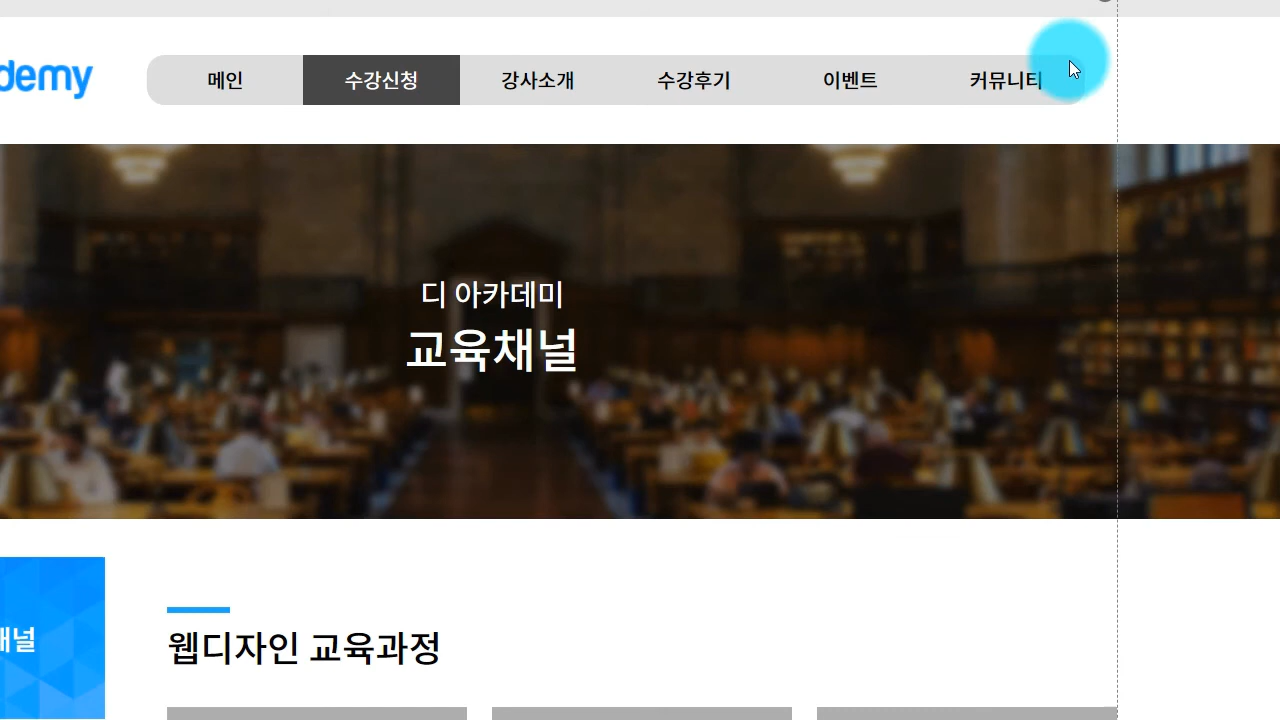 demy
메인 수강신청 강사소개 수강후기 이벤트 커뮤니티
디 아카데미
교육채널
채널
웹디자인 교육과정